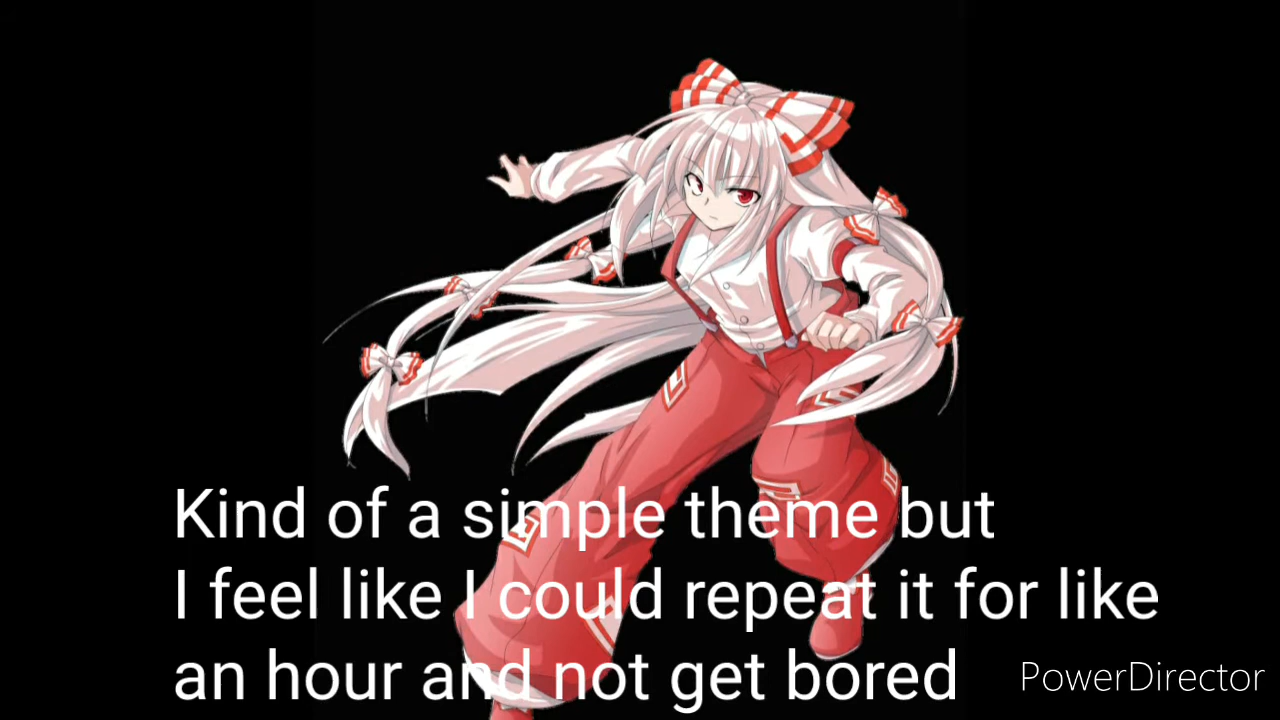 Kind of a simple theme but
I feel like I could repeat it for like
an hour and not get bored
PowerDirector